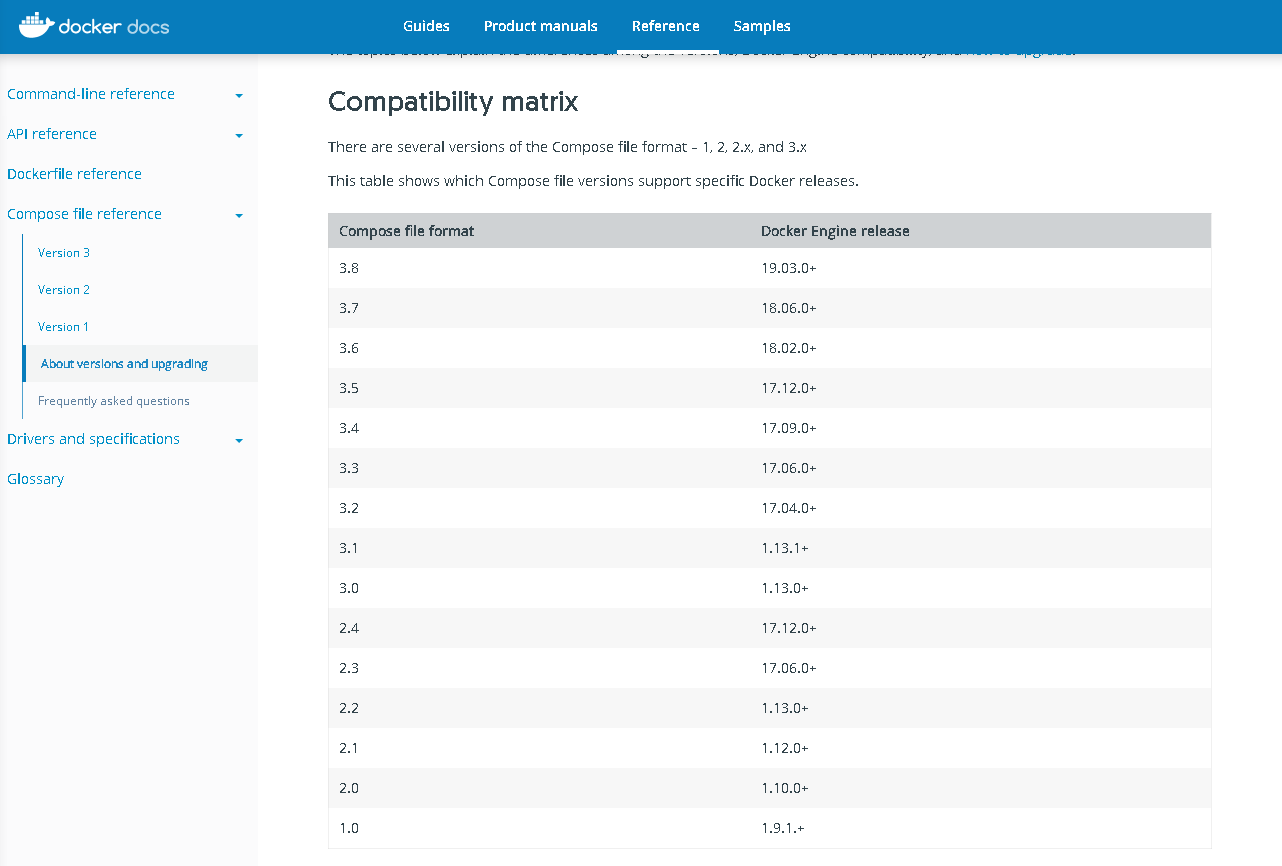 docker docs
Guides Product manuals Reference Samples
Command-line reference
API reference
Dockerfile reference
Compose file reference
Version 3
Version 2
Version 1
About versions and upgrading
Frequently asked questions
Drivers and specifications
Glossary
Compatibility matrix
There are several versions of the Compose file format – 1, 2, 2.x, and 3.x
This table shows which Compose file versions support specific Docker releases.
Compose file format Docker Engine release
3.8 19.03.0+
3.7 18.06.0+
3.6 18.02.0+
3.5 17.12.0+
3.4 17.09.0+
3.3 17.06.0+
3.2 17.04.0+
3.1 1.13.1+
3.0 1.13.0+
2.4 17.12.0+
2.3 17.06.0+
2.2 1.13.0+
2.1 1.12.0+
2.0 1.10.0+
1.0 1.9.1.+